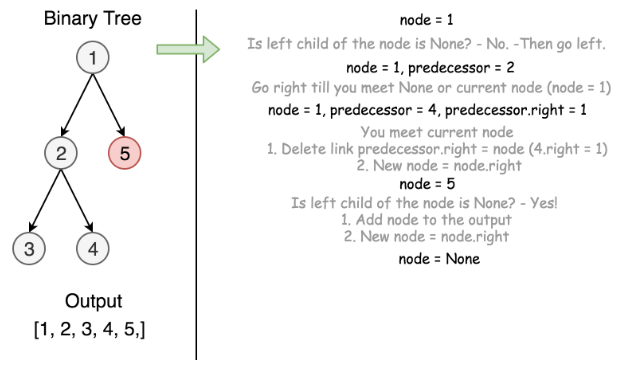 Binary Tree
1
2
5
3
4
Output
[1, 2, 3, 4, 5,]
node = 1
Is left child of the node is None? - No. -Then go left.
node = 1, predecessor = 2
Go right till you meet None or current node (node = 1)
node = 1, predecessor = 4, predecessor.right = 1
You meet current node
1. Delete link predecessor.right = node (4.right = 1)
2. New node = node.right
node = 5
Is left child of the node is None? - Yes!
1. Add node to the output
2. New node = node.right
node = None